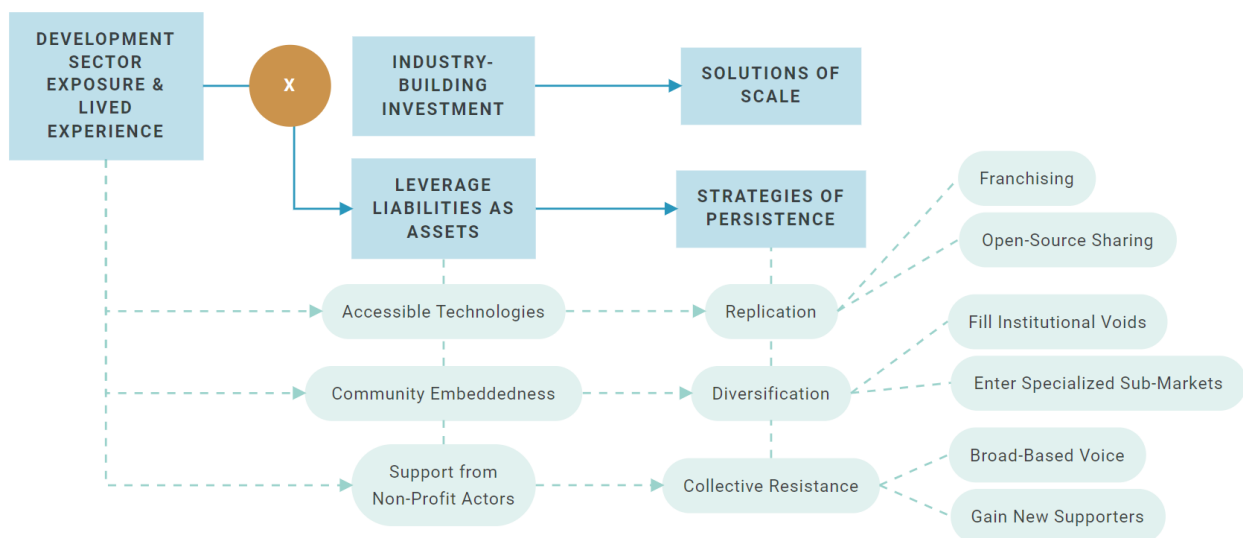 DEVELOPMENT
SECTOR
EXPOSURE &
LIVED
EXPERIENCE
X
INDUSTRY-
BUILDING
INVESTMENT
SOLUTIONS OF
SCALE
LEVERAGE
LIABILITIES AS
ASSETS
STRATEGIES OF
PERSISTENCE
Franchising
Open-Source Sharing
Accessible Technologies
Replication
Fill Institutional Voids
Enter Specialized Sub-Markets
Community Embeddedness
Diversification
Broad-Based Voice
Support from
Non-Profit Actors
Collective Resistance
Gain New Supporters